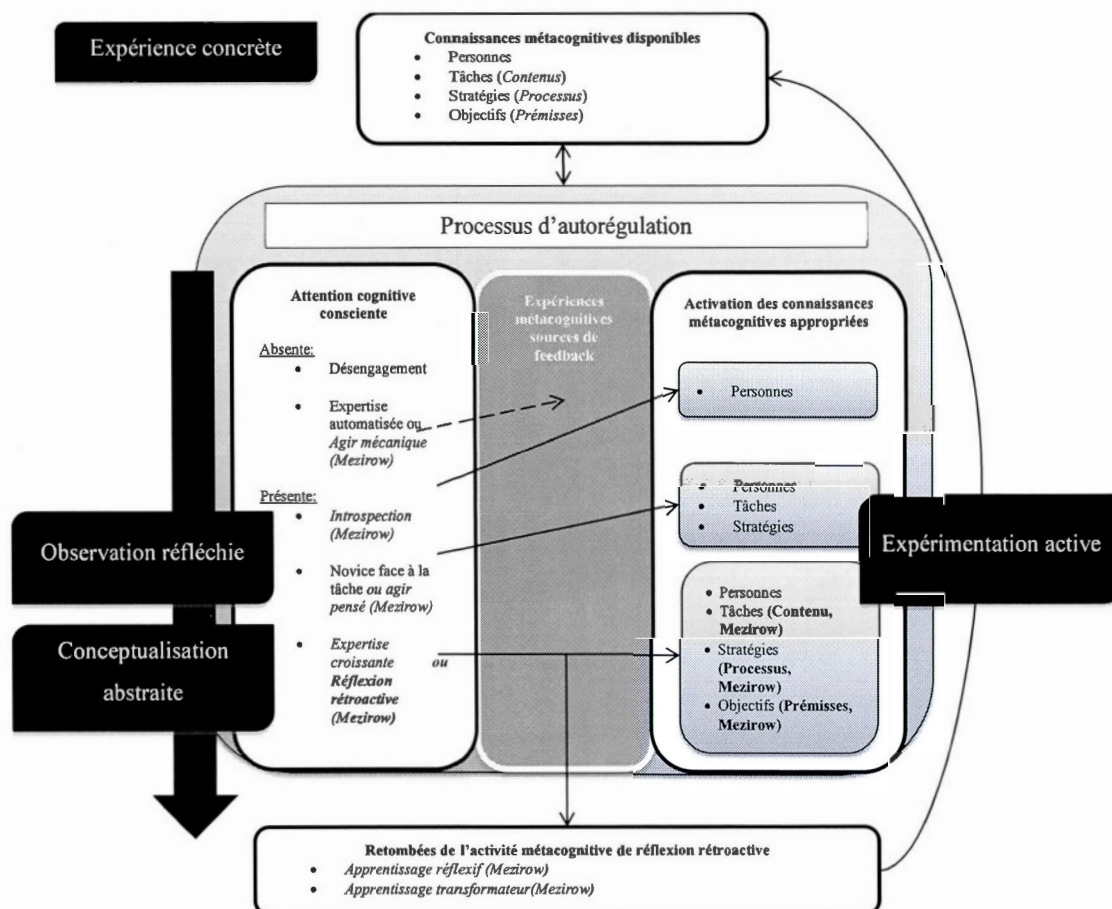 Expérience concrète
Connaissances métacognitives disponibles
• Personnes
• Tâches (Contenus)
• Stratégies (Processus)
• Objectifs (Prémisses)
Processus d'autorégulation
Attention cognitive
consciente
Absente:
• Désengagement
• Expertise
automatisée ou
Agir mécanique
(Mezirow)
Présente:
• Introspection
(Mezirow)
• Novice face à la
tâche ou agir
pensé (Mezirow)
• Expertise
croissante ou
Réflexion
rétroactive
(Mezirow)
Expériences
métacognitives
sources de
feedback
Activation des connaissances
métacognitives appropriées
• Personnes
• Personnes
• Tâches
• Stratégies
• Personnes
• Tâches (Contenu,
Mezirow)
• Stratégies
(Processus,
Mezirow)
• Objectifs (Prémisses,
Mezirow)
Observation réfléchie
Conceptualisation
abstraite
Expérimentation active
Retombées de l'activité métacognitive de réflexion rétroactive
• Apprentissage réflexif (Mezirow)
• Apprentissage transformateur(Mezirow)